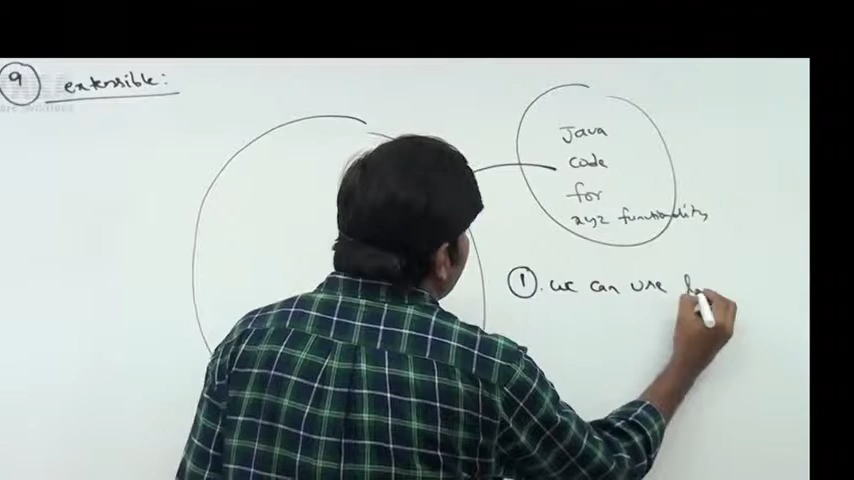 9 extensible:
Java
code
for
xyz functionality
1. we can use